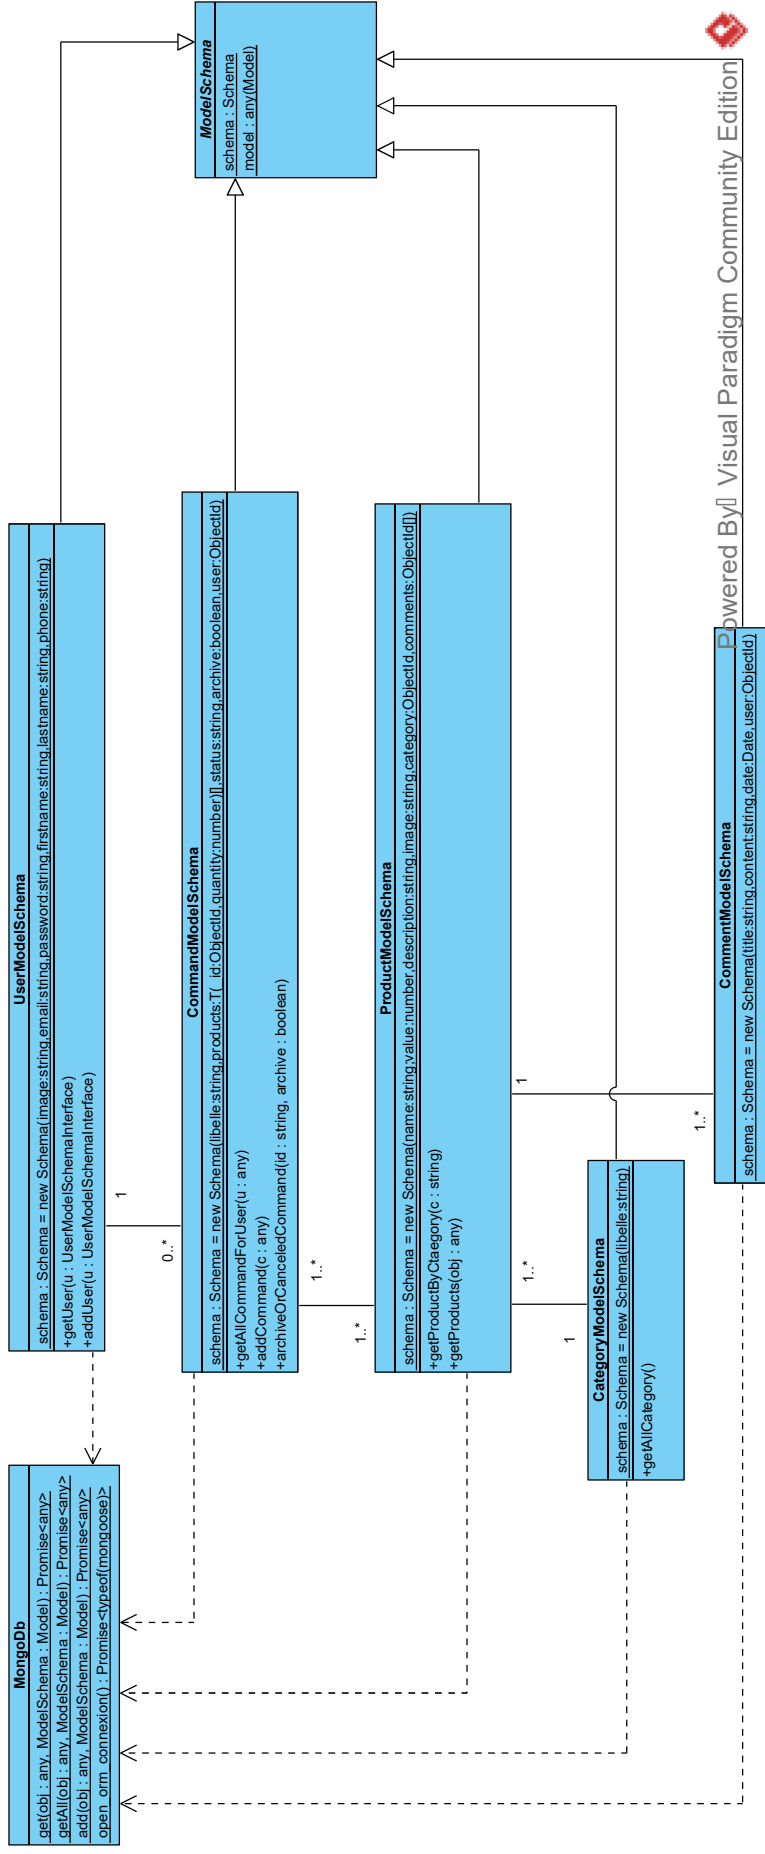 MongoDb
get(obj : any, ModelSchema : Model) : Promise<any>
getAll(obj : any, ModelSchema : Model) : Promise<any>
add(obj : any, ModelSchema : Model) : Promise<any>
open_orm_connexion() : Promise<typeof(mongoose)>
UserModelSchema
schema : Schema = new Schema(image:string,email:string,password:string,firstname:string,lastname:string,phone:string)
+getUser(u : UserModelSchemaInterface)
+addUser(u : UserModelSchemaInterface)
1
0..*
CommandModelSchema
schema : Schema = new Schema(libelle:string,products:T(_id:ObjectId,quantity:number)[],status:string,archive:boolean,user:ObjectId)
+getAllCommandForUser(u : any)
+addCommand(c : any)
+archiveOrCanceledCommand(id : string, archive : boolean)
1..*
1..*
ProductModelSchema
schema : Schema = new Schema(name:string;value:number,description:string,image:string,category:ObjectId,comments:ObjectId[])
+getProductByCtaegory(c : string)
+getProducts(obj : any)
1..*
1
1
1..*
CategoryModelSchema
schema : Schema = new Schema(libelle:string)
+getAllCategory()
CommentModelSchema
schema : Schema = new Schema(title:string,content:string,date:Date,user:ObjectId)
ModelSchema
schema : Schema
model : any(Model)
Powered By Visual Paradigm Community Edition